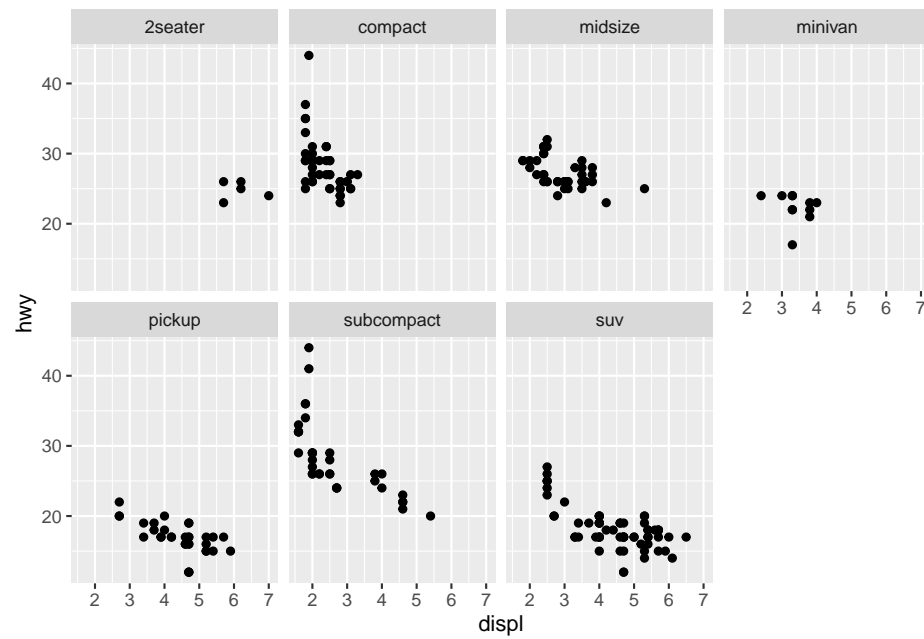 2seater compact midsize minivan
40
30
20
2 3 4 5 6 7
pickup subcompact suv
40
30
20
2 3 4 5 6 7 2 3 4 5 6 7 2 3 4 5 6 7
displ
hwy